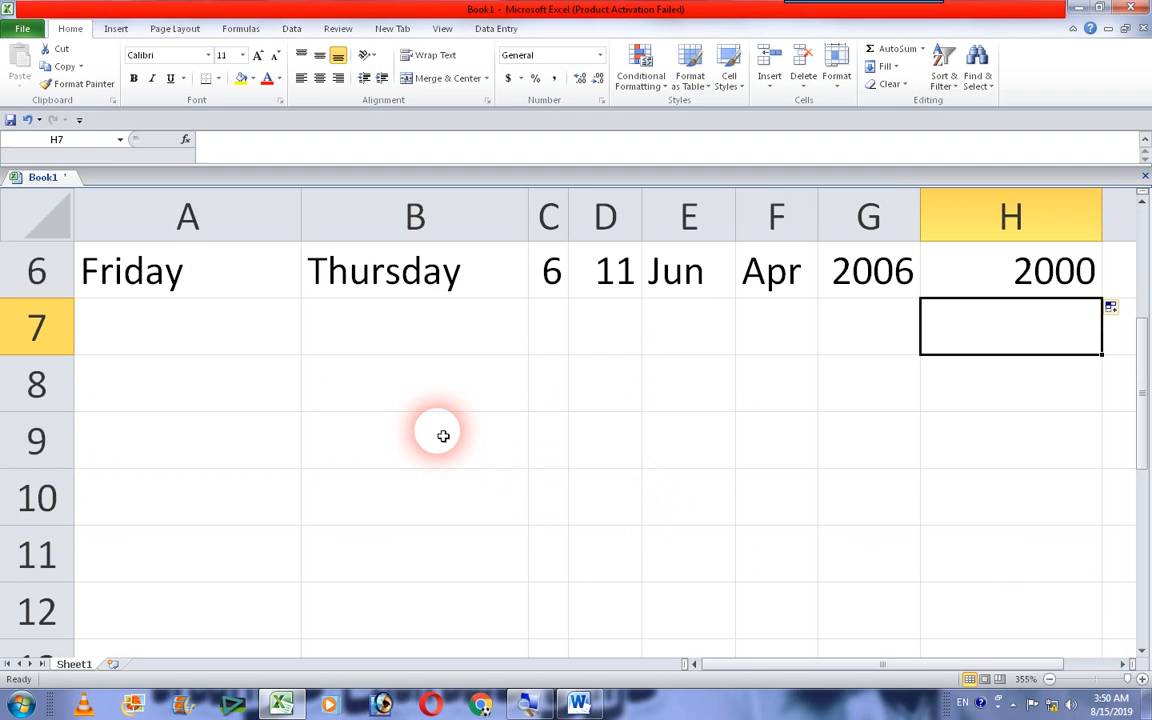 Book1 - Microsoft Excel (Product Activation Failed)
File Home Insert Page Layout Formulas Data Review New Tab View Data Entry
Paste
Cut
Copy
Format Painter
Clipboard
Calibri 11
B I U
Font
Wrap Text
Merge & Center
Alignment
General
$ % ,
Number
Conditional Formatting
Format as Table
Cell Styles
Styles
Insert
Delete
Format
Cells
AutoSum
Fill
Clear
Sort & Filter
Find & Select
Editing
H7 fx
Book1
A B C D E F G H
6 Friday Thursday 6 11 Jun Apr 2006 2000
7
8
9
10
11
12
Sheet1
Ready 355%
EN 3:50 AM
8/15/2019